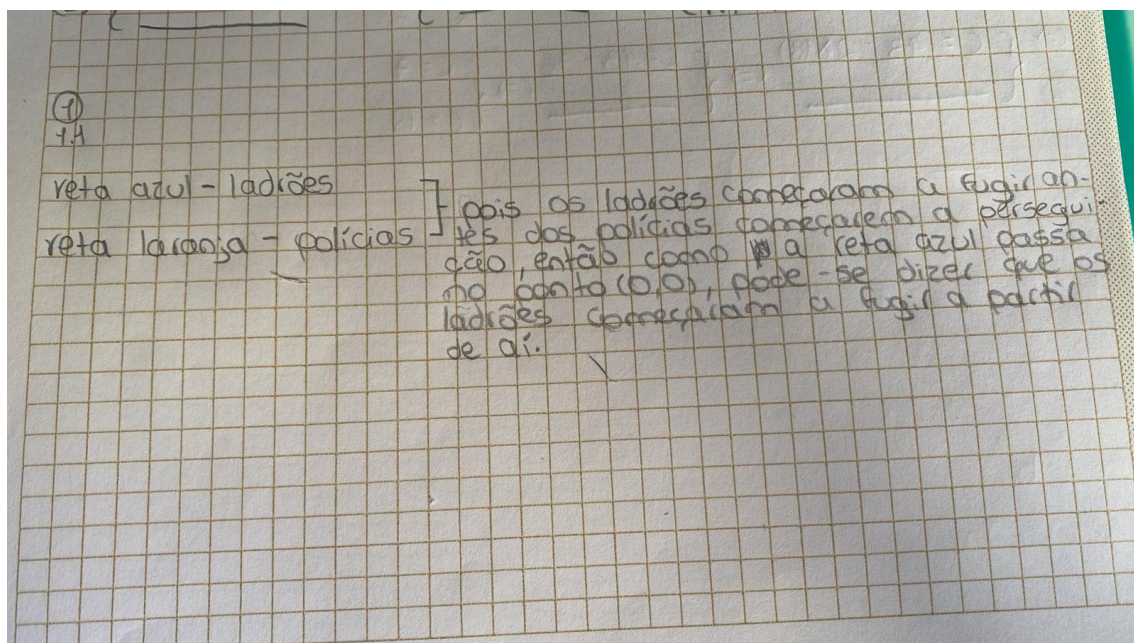 ①
1.1
reta azul - ladrões
reta laranja - polícias
pois os ladrões começaram a fugir an-
tes dos polícias começarem a persegui-
ção, então como a reta azul passa
no ponto (0,0), pode-se dizer que os
ladrões começaram a fugir a partir
de aí.